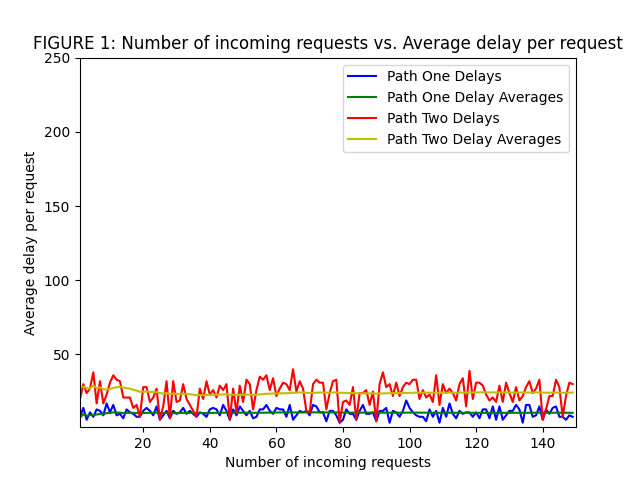 FIGURE 1: Number of incoming requests vs. Average delay per request
250
200
150
100
50
Average delay per request
Path One Delays
Path One Delay Averages
Path Two Delays
Path Two Delay Averages
20 40 60 80 100 120 140
Number of incoming requests